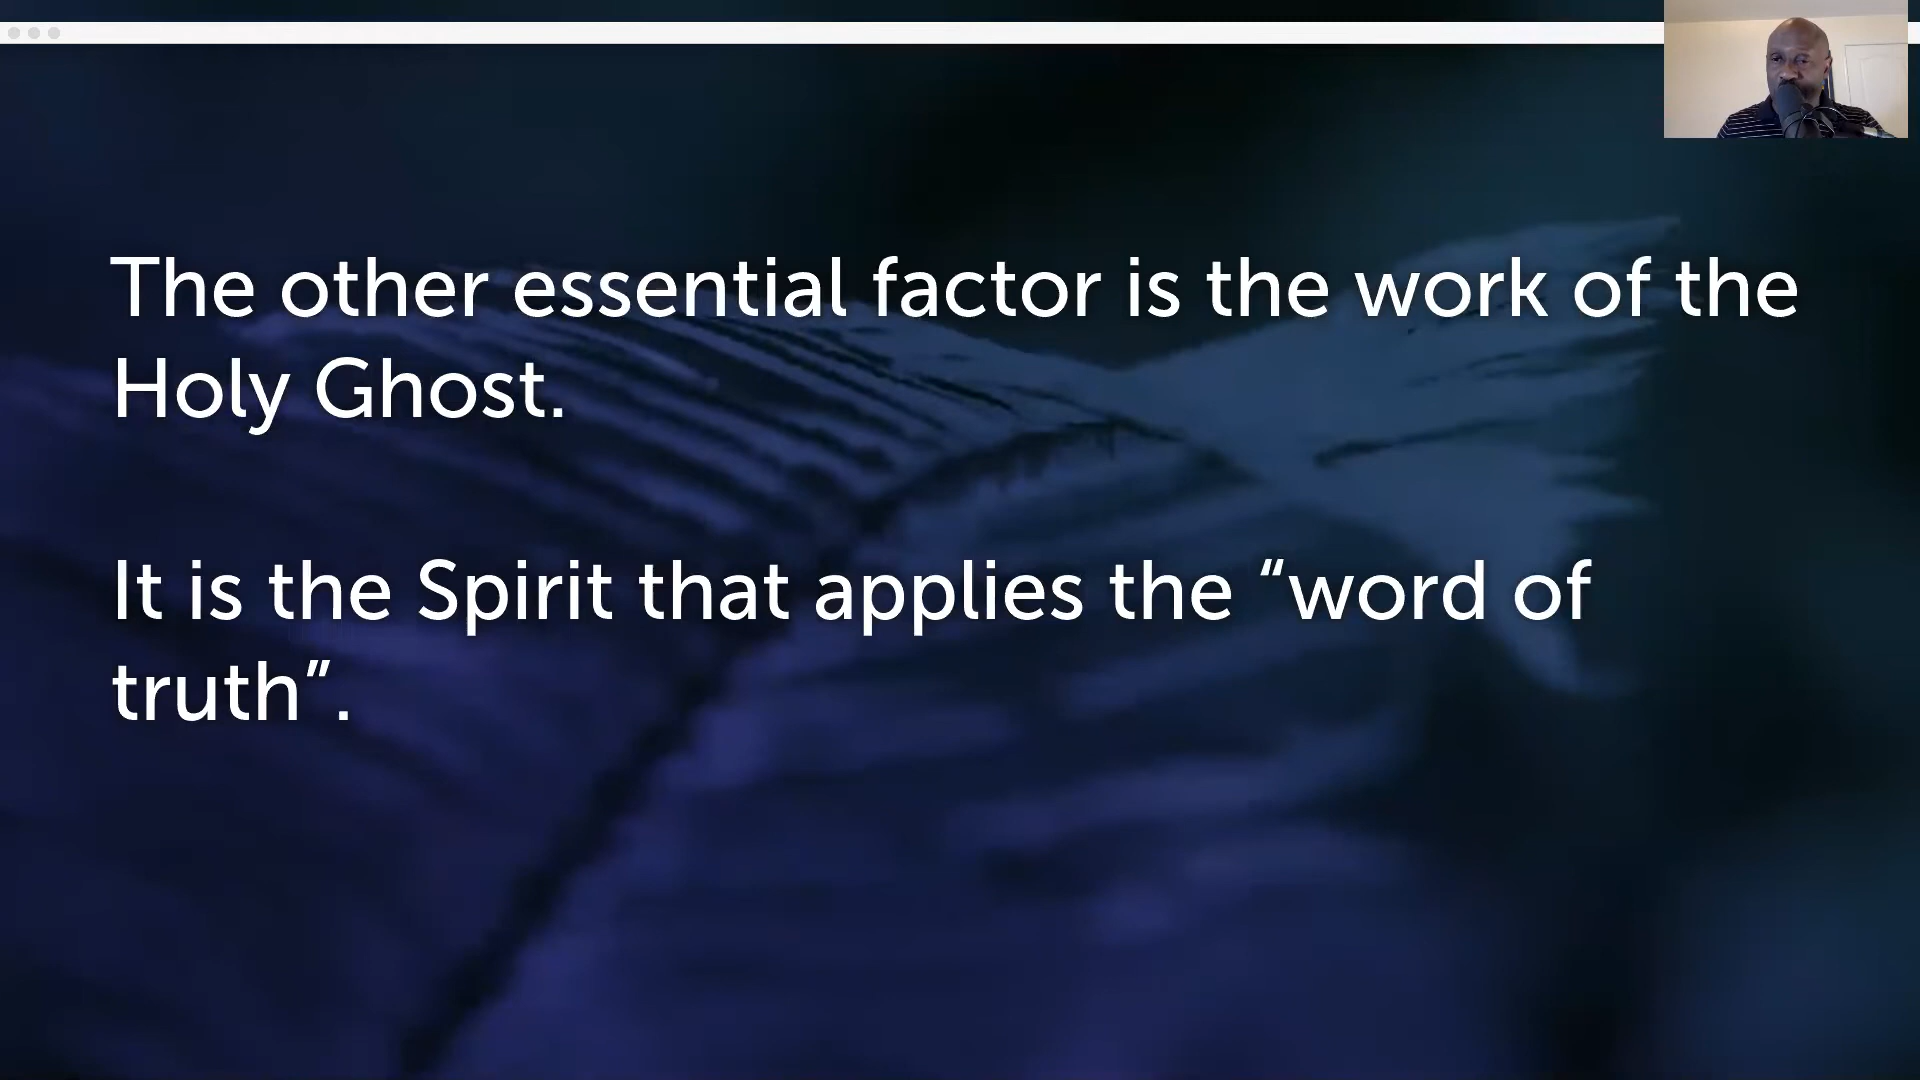 The other essential factor is the work of the
Holy Ghost.
It is the Spirit that applies the “word of
truth”.